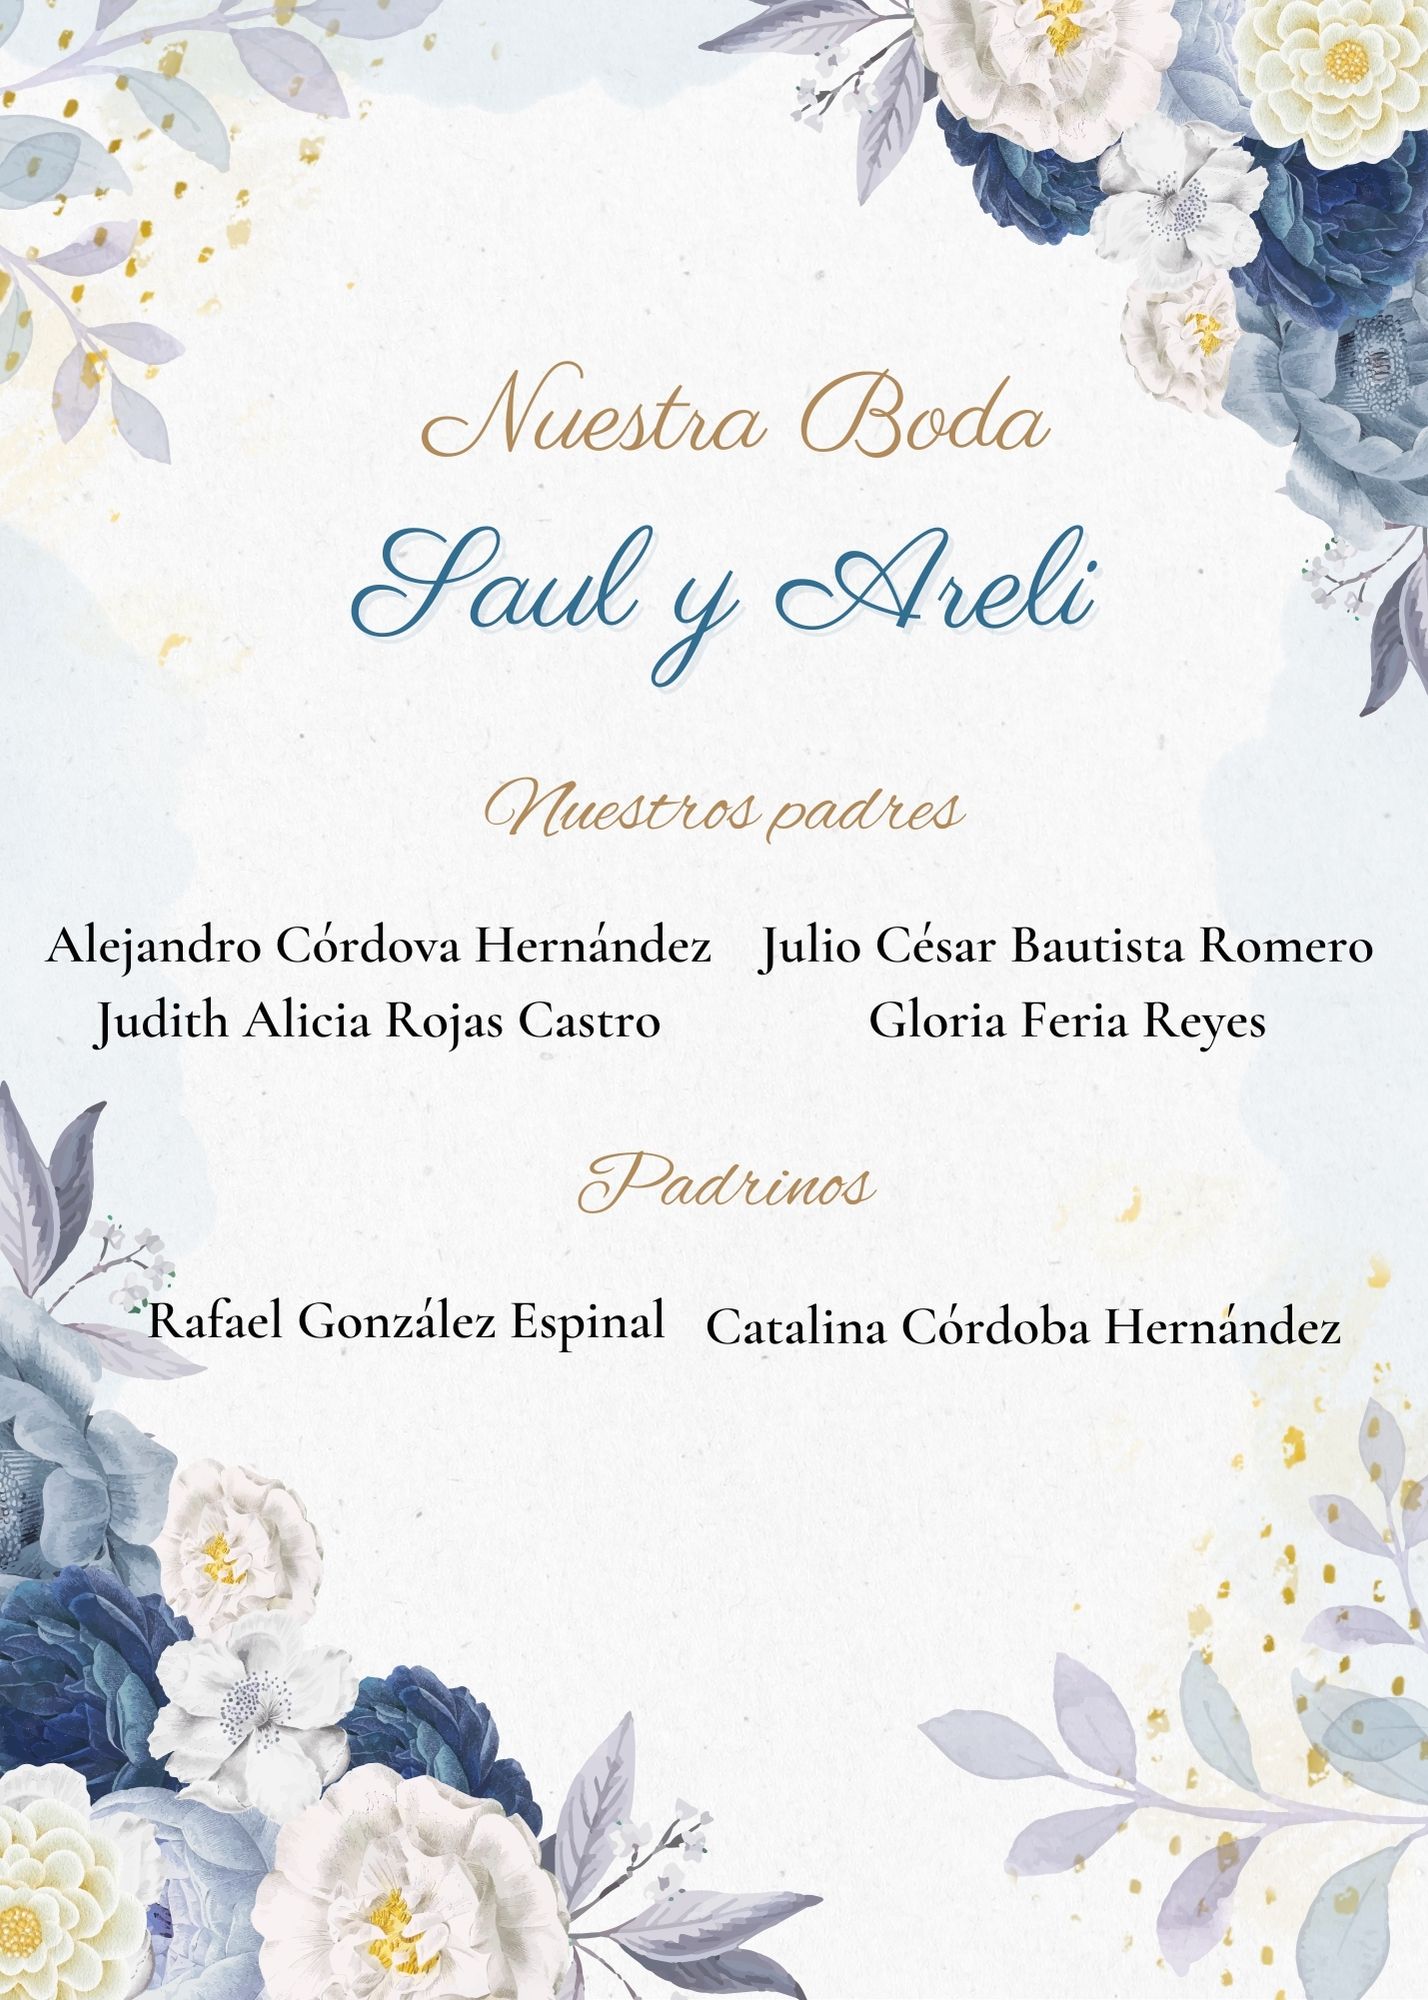 Nuestra Boda
Saul y Areli
Nuestros padres
Alejandro Córdova Hernández
Judith Alicia Rojas Castro
Julio César Bautista Romero
Gloria Feria Reyes
Padrinos
Rafael González Espinal
Catalina Córdoba Hernández